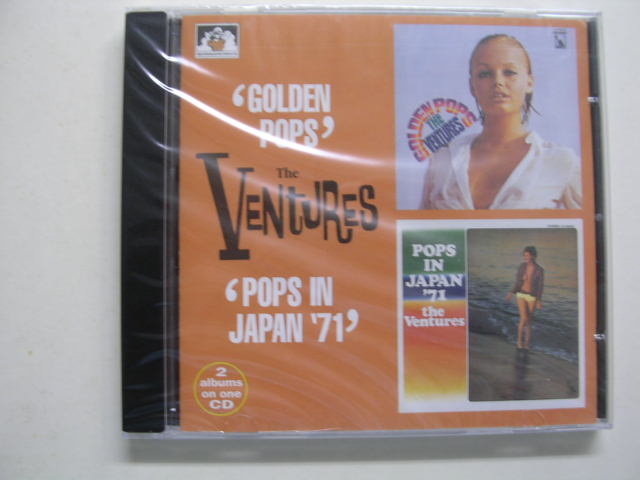 ‘GOLDEN
POPS’
The
VENTURES
‘POPS IN
JAPAN '71’
2
albums
on one
CD
GOLDEN POPS
THE
VENTURES
POPS
IN
JAPAN
'71
the
Ventures